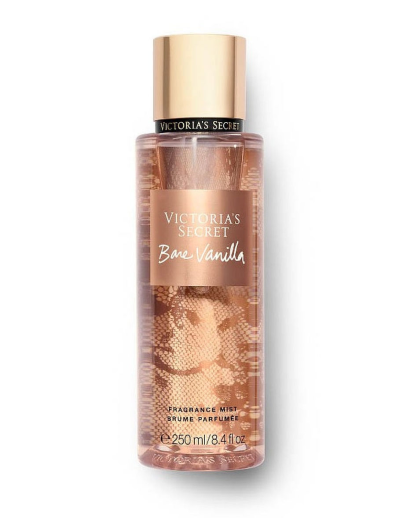 VICTORIA'S SECRET
VICTORIA'S
SECRET
Bare Vanilla
FRAGRANCE MIST
BRUME PARFUMÉE
℮ 250 ml/8.4 fl oz